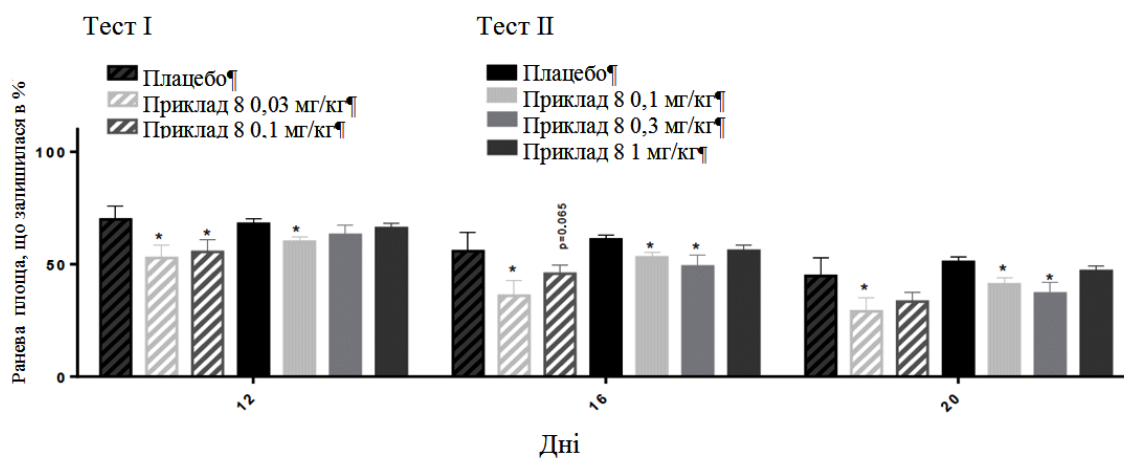 Тест I
Тест II
Плацебо¶
Приклад 8 0,03 мг/кг¶
Приклад 8 0,1 мг/кг¶
Плацебо¶
Приклад 8 0,1 мг/кг¶
Приклад 8 0,3 мг/кг¶
Приклад 8 1 мг/кг¶
Ранева площа, що залишилася в %
100
50
0
*
*
*
*
p=0.065
*
*
*
*
*
12
16
20
Дні